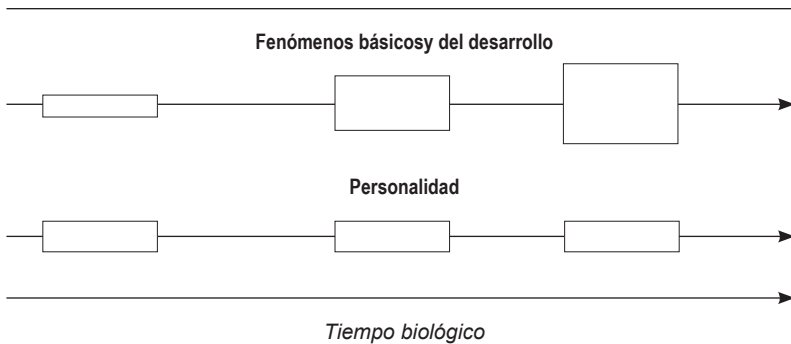 Fenómenos básicosy del desarrollo
Personalidad
Tiempo biológico